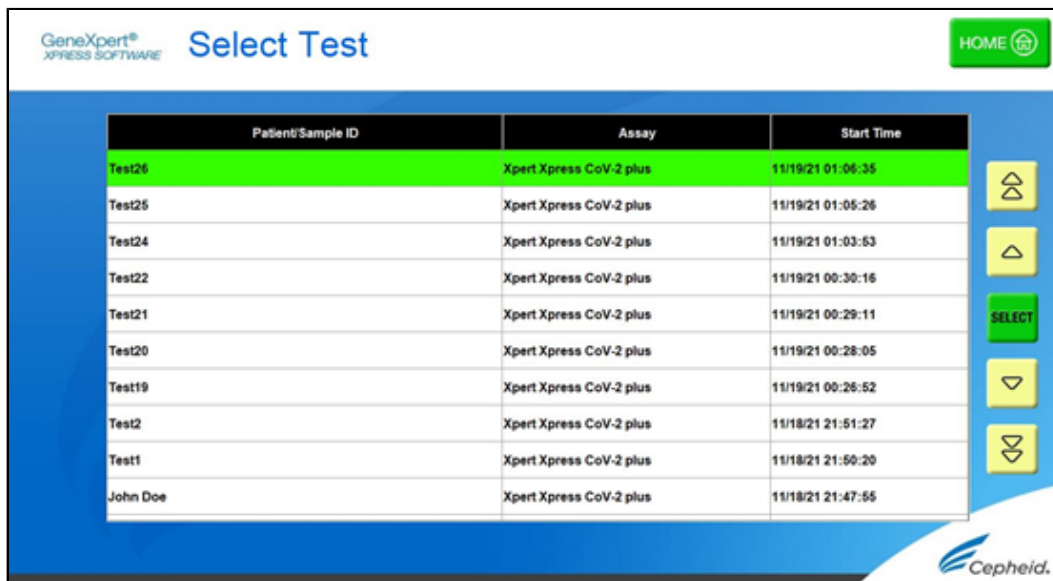 GeneXpert®
XPRESS SOFTWARE
Select Test
HOME
Patient/Sample ID Assay Start Time
Test26 Xpert Xpress CoV-2 plus 11/19/21 01:06:35
Test25 Xpert Xpress CoV-2 plus 11/19/21 01:05:26
Test24 Xpert Xpress CoV-2 plus 11/19/21 01:03:53
Test22 Xpert Xpress CoV-2 plus 11/19/21 00:30:16
Test21 Xpert Xpress CoV-2 plus 11/19/21 00:29:11
Test20 Xpert Xpress CoV-2 plus 11/19/21 00:28:05
Test19 Xpert Xpress CoV-2 plus 11/19/21 00:26:52
Test2 Xpert Xpress CoV-2 plus 11/18/21 21:51:27
Test1 Xpert Xpress CoV-2 plus 11/18/21 21:50:20
John Doe Xpert Xpress CoV-2 plus 11/18/21 21:47:55
SELECT
Cepheid.